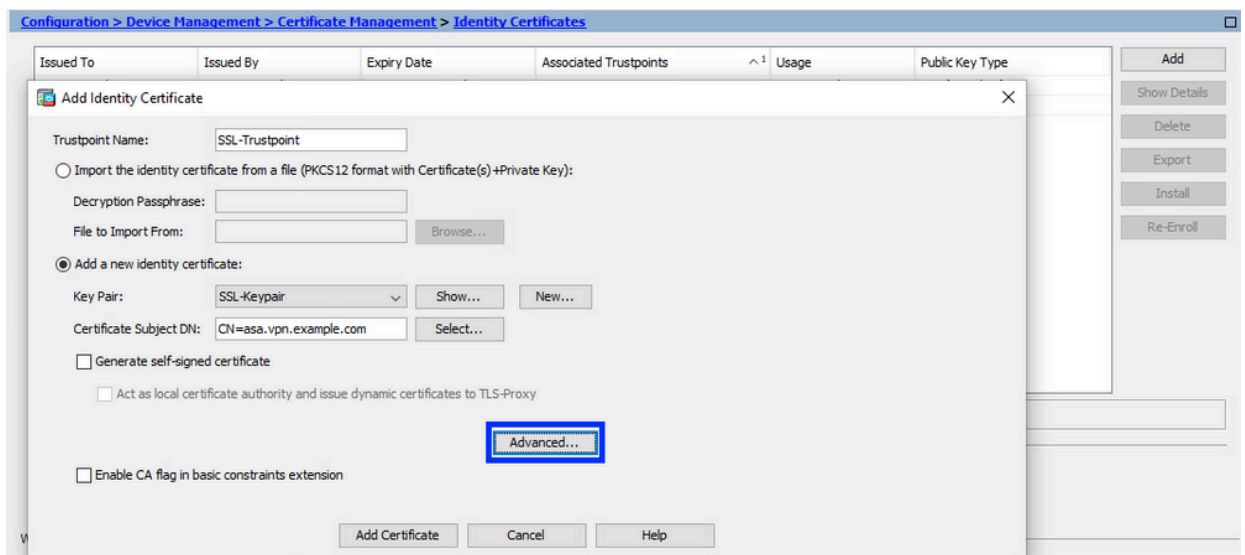 Configuration > Device Management > Certificate Management > Identity Certificates
Issued To Issued By Expiry Date Associated Trustpoints 1 Usage Public Key Type
Add
Show Details
Delete
Export
Install
Re-Enroll
Add Identity Certificate
Trustpoint Name: SSL-Trustpoint
Import the identity certificate from a file (PKCS12 format with Certificate(s)+Private Key):
Decryption Passphrase:
File to Import From: Browse...
Add a new identity certificate:
Key Pair: SSL-Keypair Show... New...
Certificate Subject DN: CN=asa.vpn.example.com Select...
Generate self-signed certificate
Act as local certificate authority and issue dynamic certificates to TLS-Proxy
Advanced...
Enable CA flag in basic constraints extension
Add Certificate Cancel Help